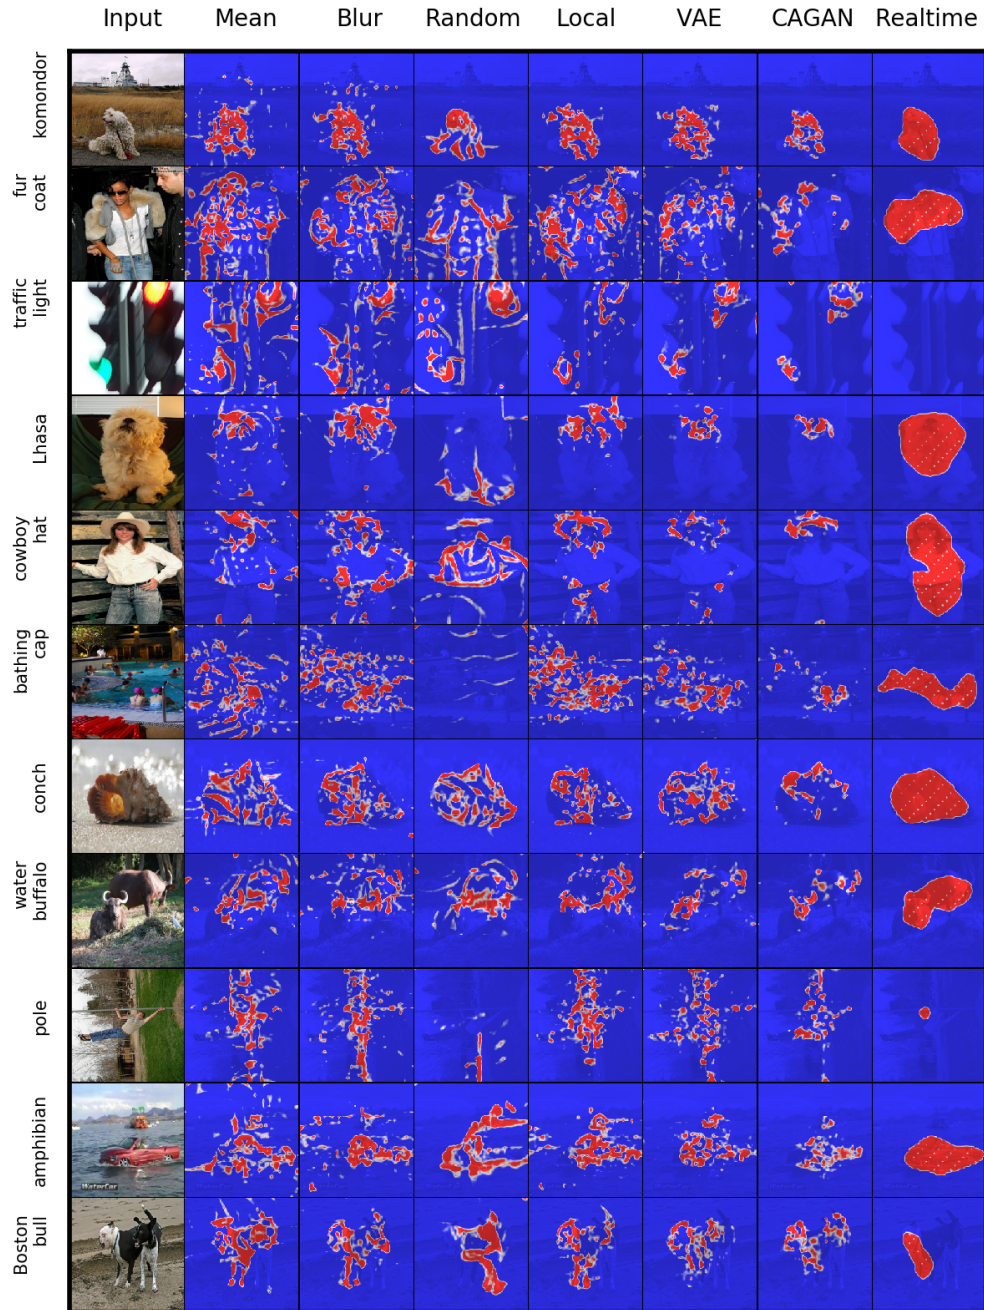 Input Mean Blur Random Local VAE CAGAN Realtime
komondor
fur
coat
traffic
light
Lhasa
cowboy
hat
bathing
cap
conch
water
buffalo
pole
amphibian
WaterCar
Boston
bull